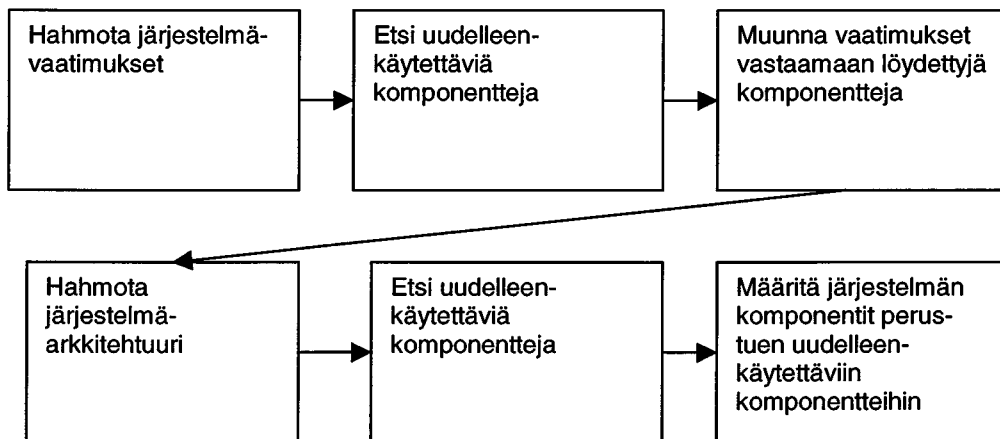 Hahmota järjestelmä-
vaatimukset
Etsi uudelleen-
käytettäviä
komponentteja
Muunna vaatimukset
vastaamaan löydettyjä
komponentteja
Hahmota
järjestelmä-
arkkitehtuuri
Etsi uudelleen-
käytettäviä
komponentteja
Määritä järjestelmän
komponentit perus-
tuen uudelleen-
käytettäviin
komponentteihin